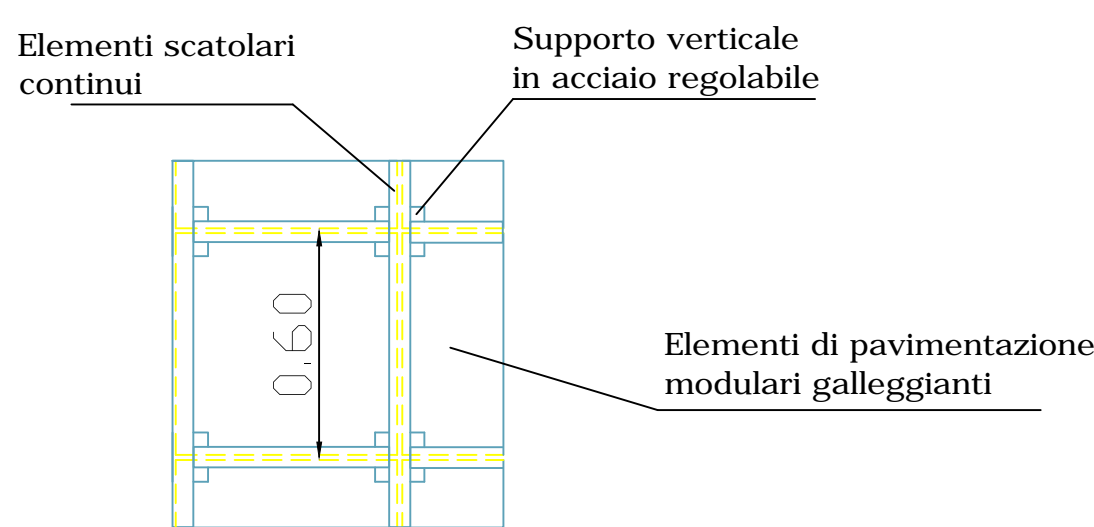 Elementi scatolari
continui
Supporto verticale
in acciaio regolabile
0.60
Elementi di pavimentazione
modulari galleggianti